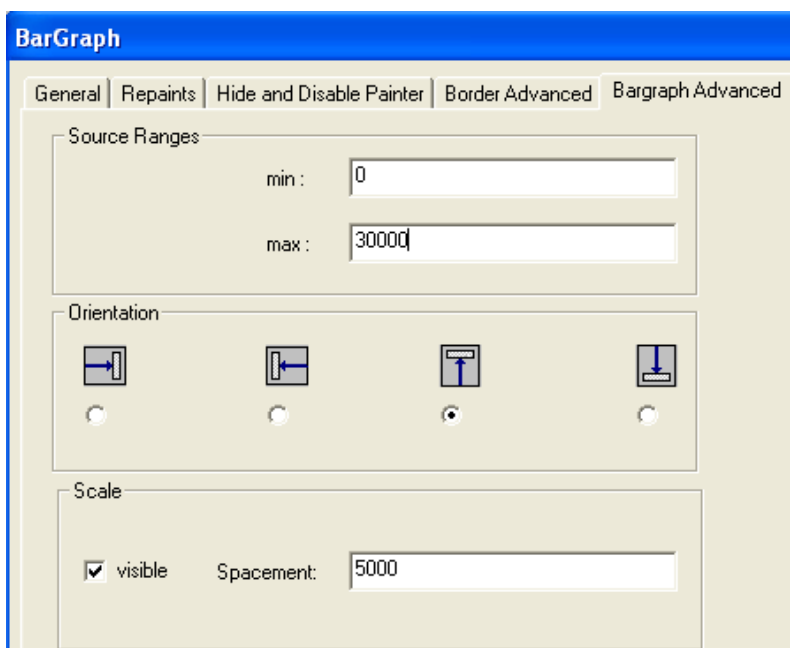 BarGraph
General Repaints Hide and Disable Painter Border Advanced Bargraph Advanced
Source Ranges
min : 0
max : 30000
Orientation
Scale
visible Spacement: 5000